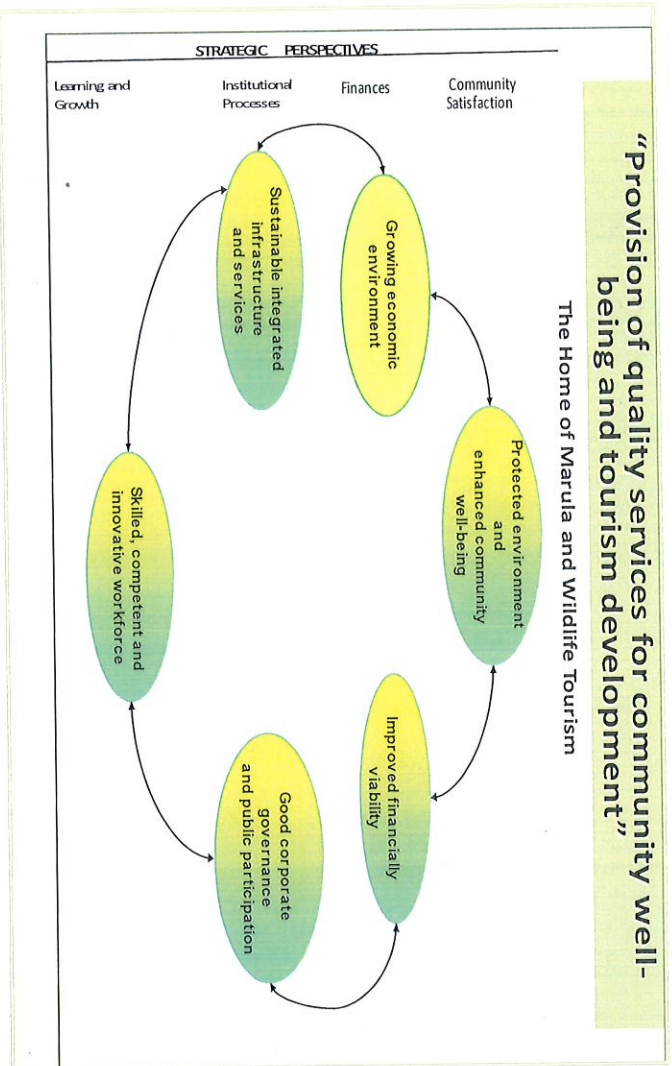 “Provision of quality services for community well-
being and tourism development”
The Home of Marula and Wildlife Tourism
STRATEGIC PERSPECTIVES
Community
Satisfaction
Finances
Institutional
Processes
Learning and
Growth
Protected environment
and
enhanced community
well-being
Growing economic
environment
Improved financially
viability
Sustainable integrated
infrastructure
and services
Good corporate
governance
and public participation
Skilled, competent and
innovative workforce